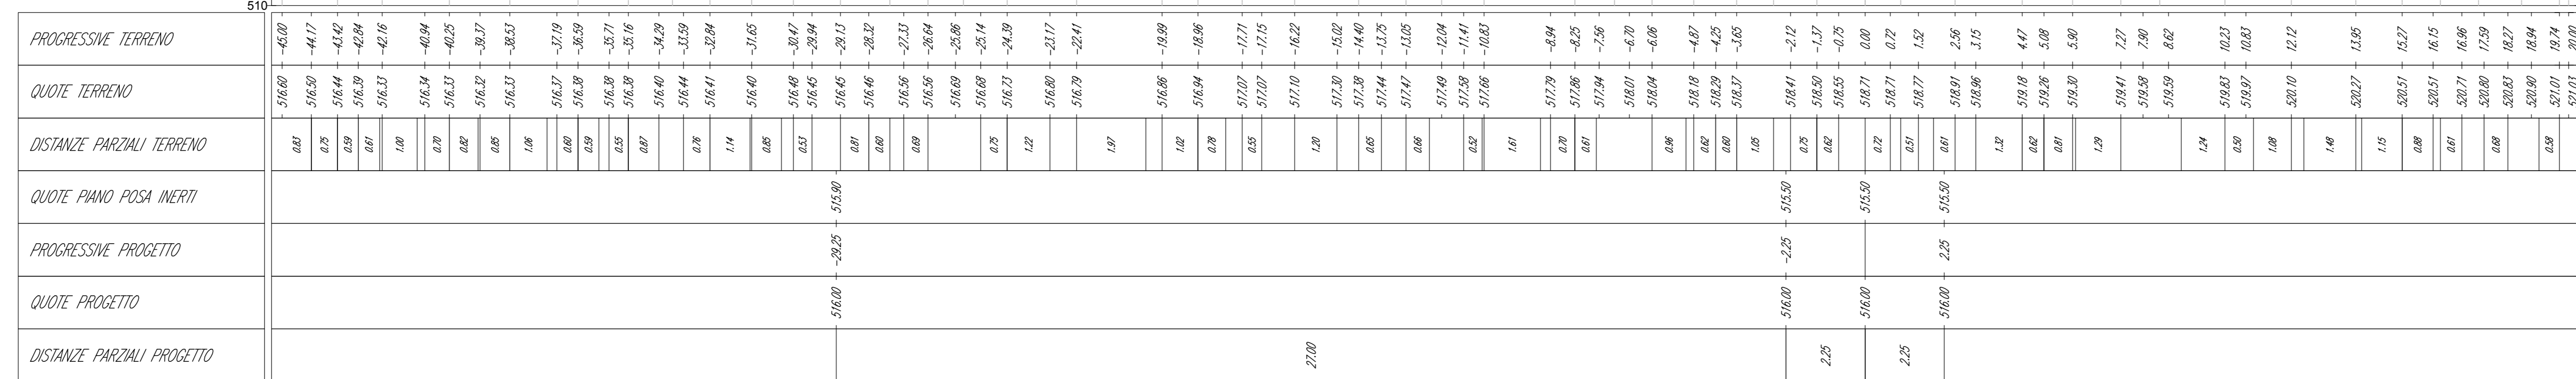 510
PROGRESSIVE TERRENO -45.00 -44.17 -43.42 -42.84 -42.16 -40.94 -40.25 -39.37 -38.53 -37.19 -36.59 -35.71 -35.16 -34.29 -33.59 -32.84 -31.65 -30.47 -29.94 -29.13 -28.32 -27.33 -26.64 -25.86 -25.14 -24.39 -23.17 -22.41 -19.99 -18.96 -17.71 -17.15 -16.22 -15.02 -14.40 -13.75 -13.05 -12.04 -11.41 -10.83 -8.94 -8.25 -7.56 -6.70 -6.06 -4.87 -4.25 -3.65 -2.12 -1.37 -0.75 0.00 0.72 1.52 2.56 3.15 4.47 5.08 5.90 7.27 7.90 8.62 10.23 10.83 12.12 13.95 15.27 16.15 16.96 17.59 18.27 18.94 19.74 20.00
QUOTE TERRENO 516.60 516.50 516.44 516.39 516.33 516.34 516.33 516.32 516.33 516.37 516.38 516.38 516.38 516.40 516.44 516.41 516.40 516.48 516.45 516.45 516.46 516.56 516.56 516.69 516.68 516.73 516.80 516.79 516.86 516.94 517.07 517.07 517.10 517.30 517.38 517.44 517.47 517.49 517.58 517.66 517.79 517.86 517.94 518.01 518.04 518.18 518.29 518.37 518.41 518.50 518.55 518.71 518.71 518.77 518.91 518.96 519.18 519.26 519.30 519.41 519.58 519.59 519.83 519.97 520.10 520.27 520.51 520.51 520.71 520.80 520.83 520.90 521.01 521.03
DISTANZE PARZIALI TERRENO 0.83 0.75 0.59 0.61 1.00 0.70 0.82 0.85 1.06 0.60 0.59 0.55 0.87 0.76 1.14 0.85 0.53 0.81 0.60 0.69 0.75 1.22 1.97 1.02 0.78 0.55 1.20 0.65 0.66 0.52 1.61 0.70 0.61 0.96 0.62 0.60 1.05 0.75 0.62 0.72 0.51 0.61 1.32 0.62 0.81 1.29 1.24 0.50 1.08 1.48 1.15 0.88 0.61 0.68 0.58
QUOTE PIANO POSA INERTI 515.90 515.50 515.50 515.50
PROGRESSIVE PROGETTO -29.25 -2.25 2.25
QUOTE PROGETTO 516.00 516.00 516.00 516.00
DISTANZE PARZIALI PROGETTO 27.00 2.25 2.25